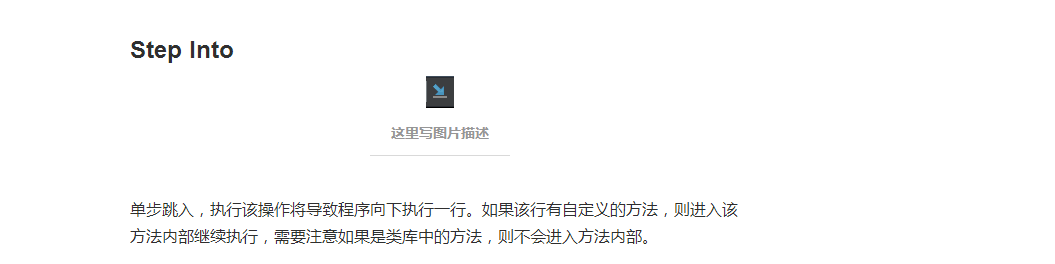 Step Into
这里写图片描述
单步跳入，执行该操作将导致程序向下执行一行。如果该行有自定义的方法，则进入该
方法内部继续执行，需要注意如果是类库中的方法，则不会进入方法内部。